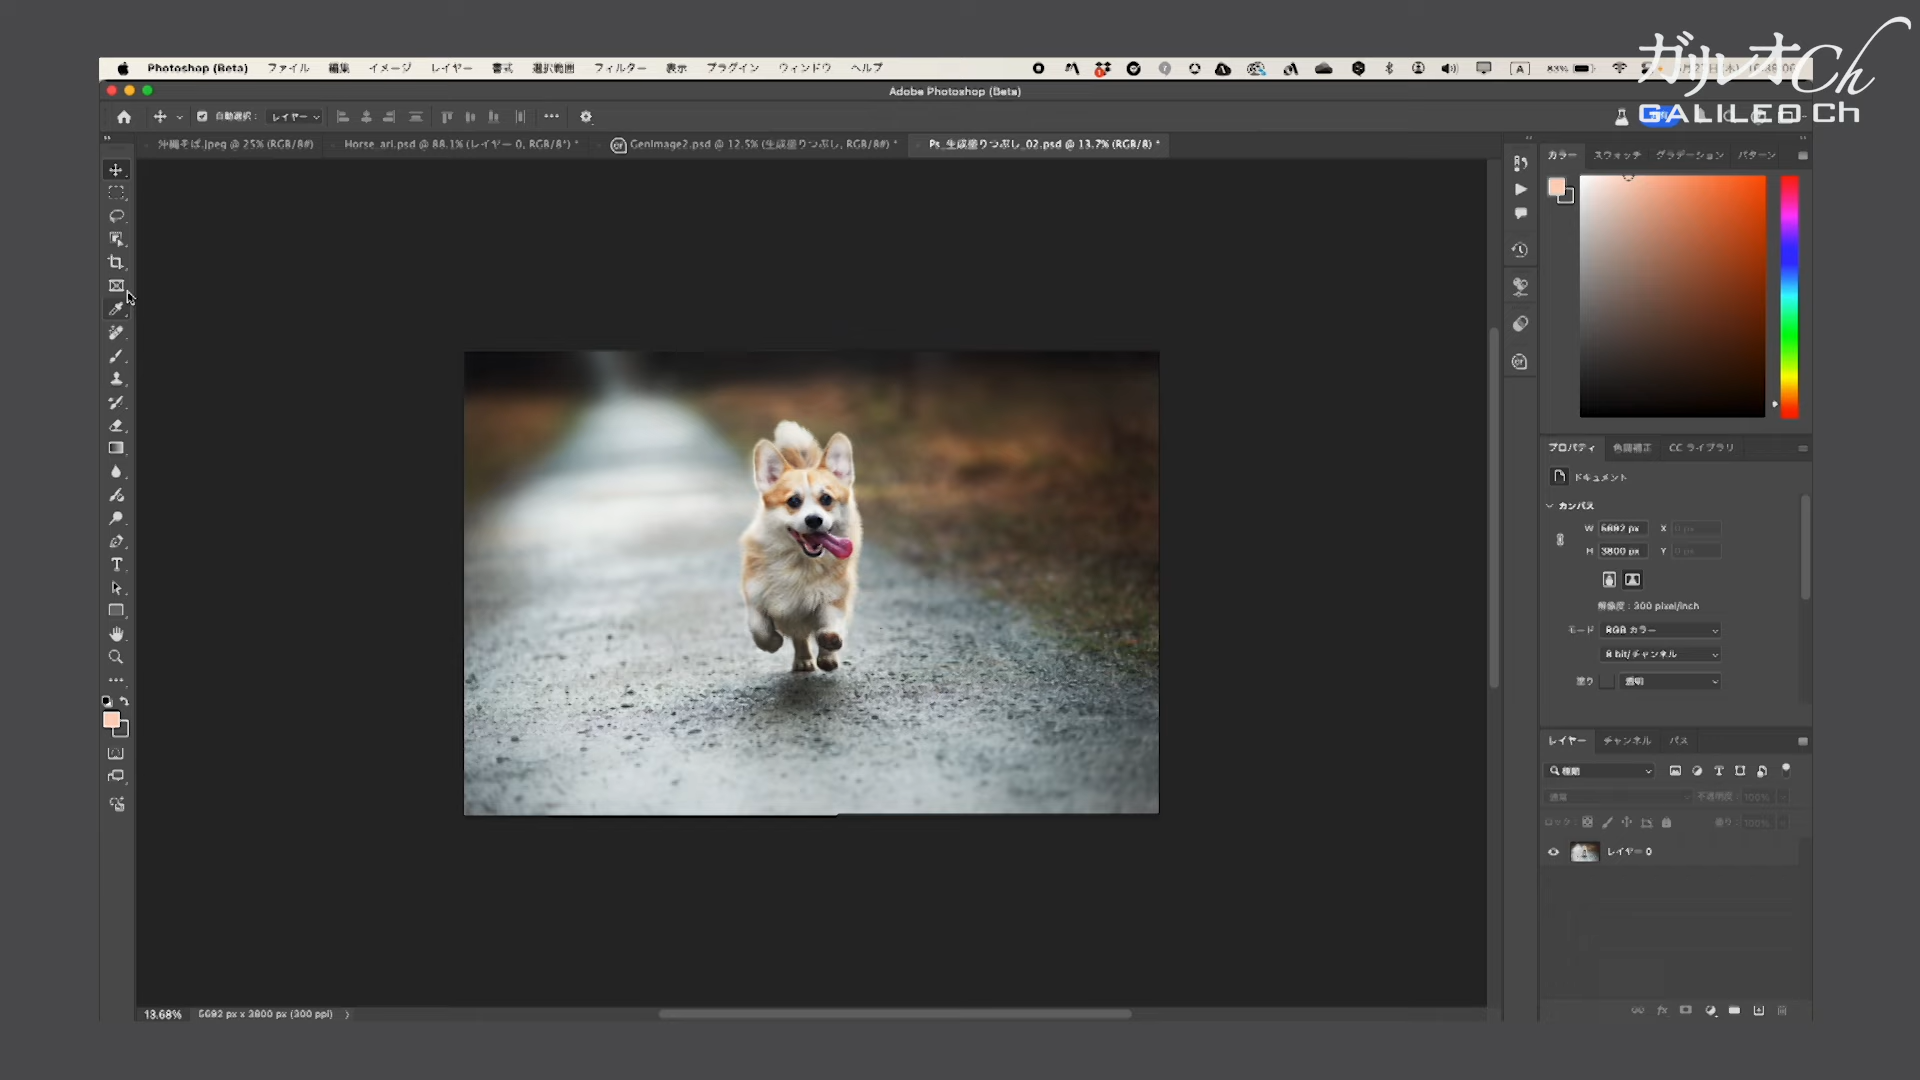 ガリレオCh
GALILEO Ch
Photoshop (Beta) ファイル 編集 イメージ レイヤー 書式 選択範囲 フィルター 表示 プラグイン ウィンドウ ヘルプ
A 83%
Adobe Photoshop (Beta)
自動選択： レイヤー
沖縄そば.jpeg @ 25% (RGB/8#)
Horse_ari.psd @ 88.1% (レイヤー 0, RGB/8*) *
GenImage2.psd @ 12.5% (生成塗りつぶし, RGB/8#) *
Ps_生成塗りつぶし_02.psd @ 13.7% (RGB/8) *
カラー スウォッチ グラデーション パターン
プロパティ 色調補正 CC ライブラリ
ドキュメント
カンバス
W X 0 px
H 3800 px Y 0 px
解像度 : 300 pixel/inch
モード RGB カラー
8 bit/チャンネル
塗り 透明
レイヤー チャンネル パス
種類
通常 不透明度: 100%
ロック: 塗り: 100%
レイヤー 0
13.68%